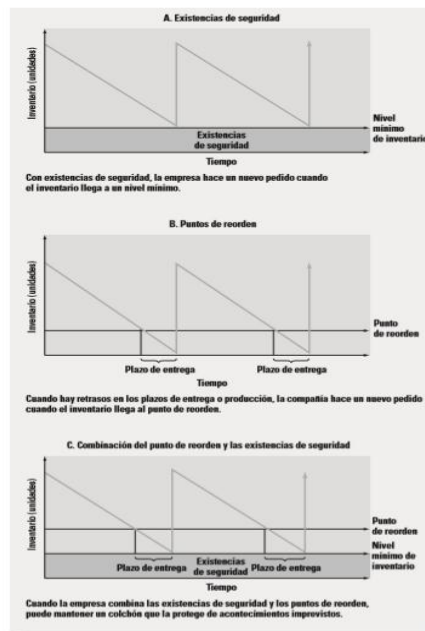 A. Existencias de seguridad
Inventario (unidades)
Nivel
mínimo
de inventario
Existencias
de seguridad
Tiempo
Con existencias de seguridad, la empresa hace un nuevo pedido cuando
el inventario llega a un nivel mínimo.
B. Puntos de reorden
Inventario (unidades)
Punto
de reorden
Plazo de entrega Plazo de entrega
Tiempo
Cuando hay retrasos en los plazos de entrega o producción, la compañía hace un nuevo pedido
cuando el inventario llega al punto de reorden.
C. Combinación del punto de reorden y las existencias de seguridad
Inventario (unidades)
Punto
de reorden
Nivel
mínimo de
inventario
Existencias
Plazo de entrega de seguridad Plazo de entrega
Tiempo
Cuando la empresa combina las existencias de seguridad y los puntos de reorden,
puede mantener un colchón que la protege de acontecimientos imprevistos.